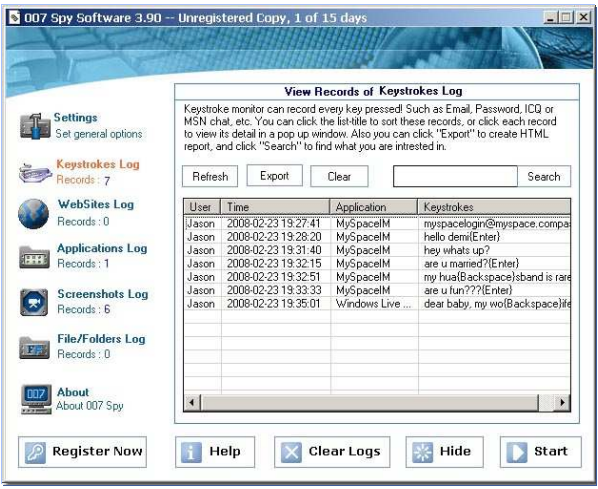 007 Spy Software 3.90 -- Unregistered Copy, 1 of 15 days
Settings
Set general options
Keystrokes Log
Records : 7
WebSites Log
Records : 0
Applications Log
Records : 1
Screenshots Log
Records : 6
File/Folders Log
Records : 0
007
About
About 007 Spy
View Records of Keystrokes Log
Keystroke monitor can record every key pressed! Such as Email, Password, ICQ or
MSN chat, etc. You can click the list-title to sort these records, or click each record
to view its detail in a pop up window. Also you can click "Export" to create HTML
report, and click "Search" to find what you are intrested in.
Refresh Export Clear Search
User Time Application Keystrokes
Jason 2008-02-23 19:27:41 MySpaceIM myspacelogin@myspace.compas
Jason 2008-02-23 19:28:20 MySpaceIM hello demi{Enter}
Jason 2008-02-23 19:31:40 MySpaceIM hey whats up?
Jason 2008-02-23 19:32:15 MySpaceIM are u married?{Enter}
Jason 2008-02-23 19:32:51 MySpaceIM my hua{Backspace}sband is rare
Jason 2008-02-23 19:33:33 MySpaceIM are u fun???{Enter}
Jason 2008-02-23 19:35:01 Windows Live ... dear baby, my wo{Backspace}ife
Register Now Help Clear Logs Hide Start